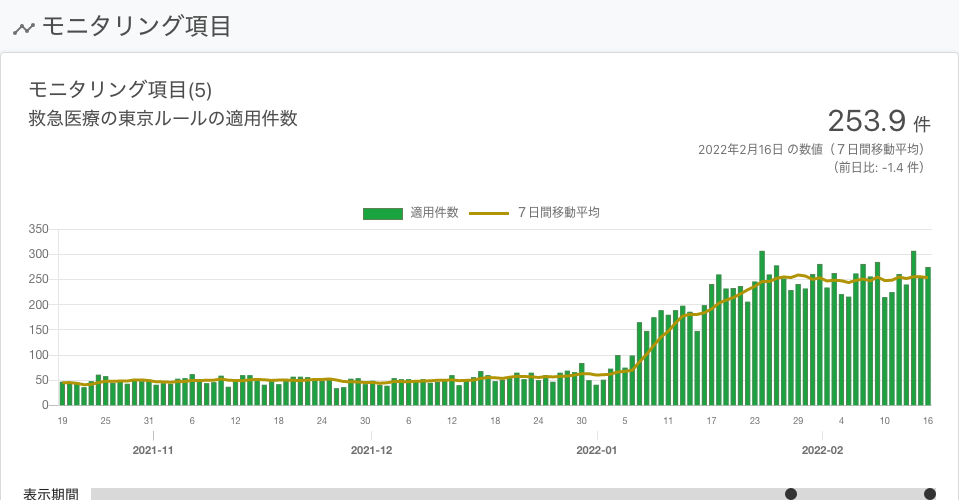 モニタリング項目
モニタリング項目(5)
救急医療の東京ルールの適用件数
253.9 件
2022年2月16日 の数値（７日間移動平均）
（前日比: -1.4 件）
適用件数 ７日間移動平均
350
300
250
200
150
100
50
0
19 25 31 6 12 18 24 30 6 12 18 24 30 5 11 17 23 29 4 10 16
2021-11 2021-12 2022-01 2022-02
表示期間